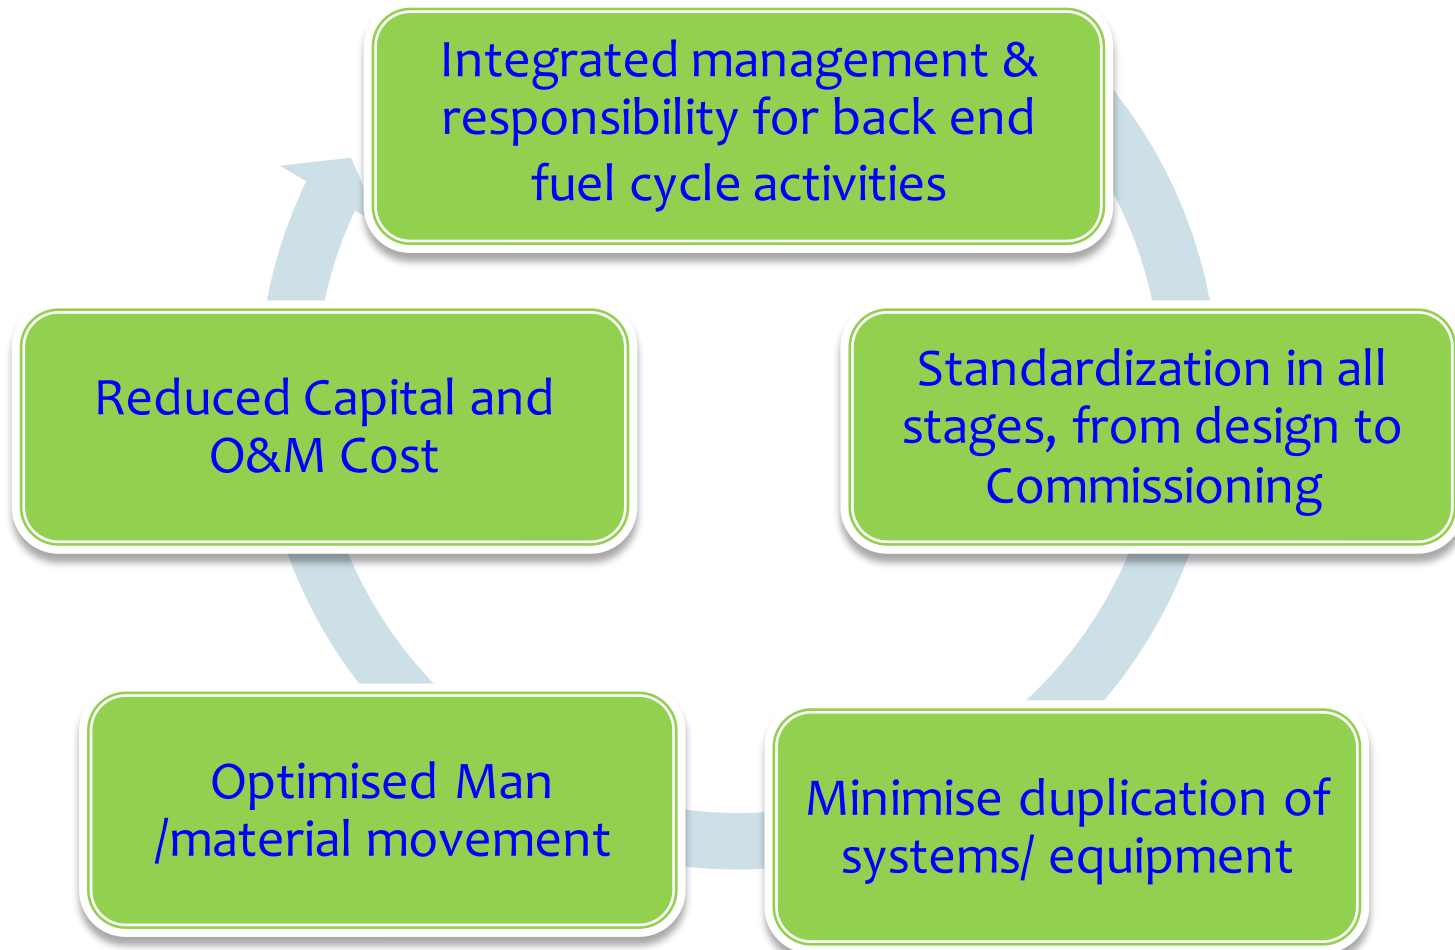 Integrated management &
responsibility for back end
fuel cycle activities
Standardization in all
stages, from design to
Commissioning
Minimise duplication of
systems/ equipment
Optimised Man
/material movement
Reduced Capital and
O&M Cost